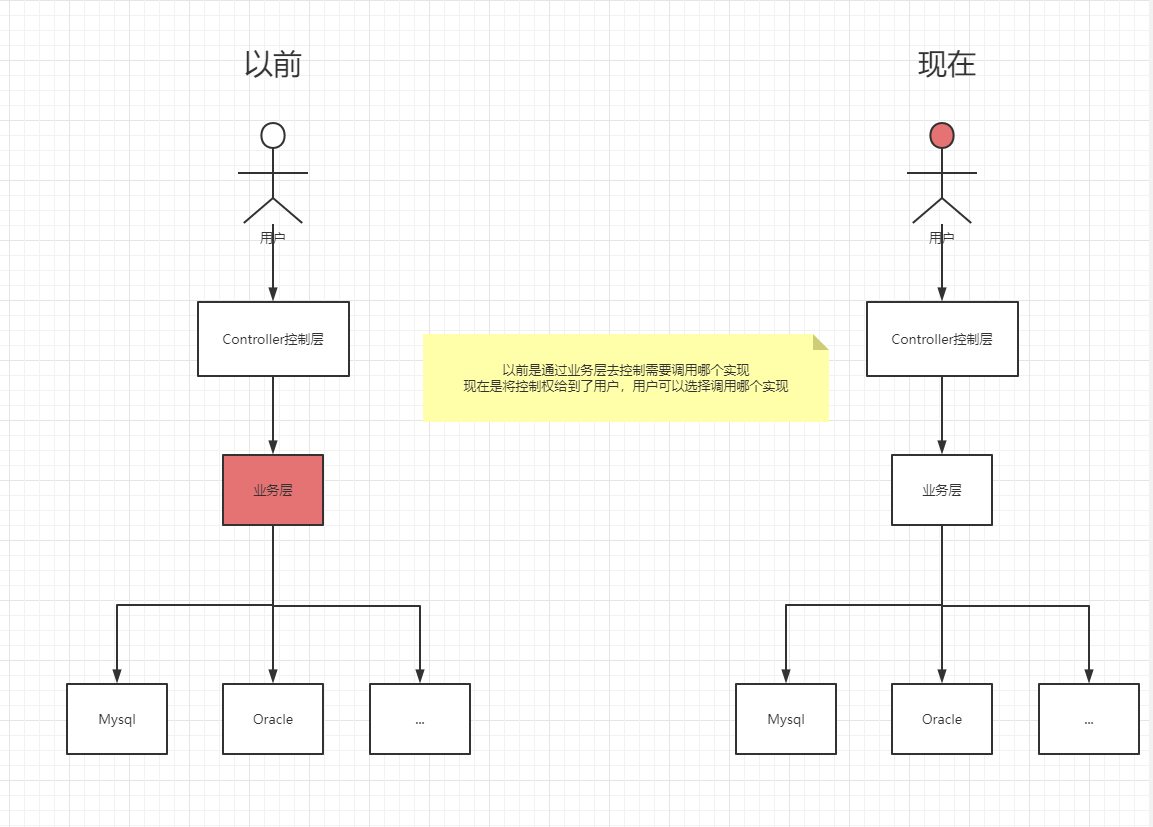 以前
现在
用户
用户
Controller控制层
Controller控制层
以前是通过业务层去控制需要调用哪个实现
现在是将控制权给到了用户，用户可以选择调用哪个实现
业务层
业务层
Mysql
Oracle
...
Mysql
Oracle
...